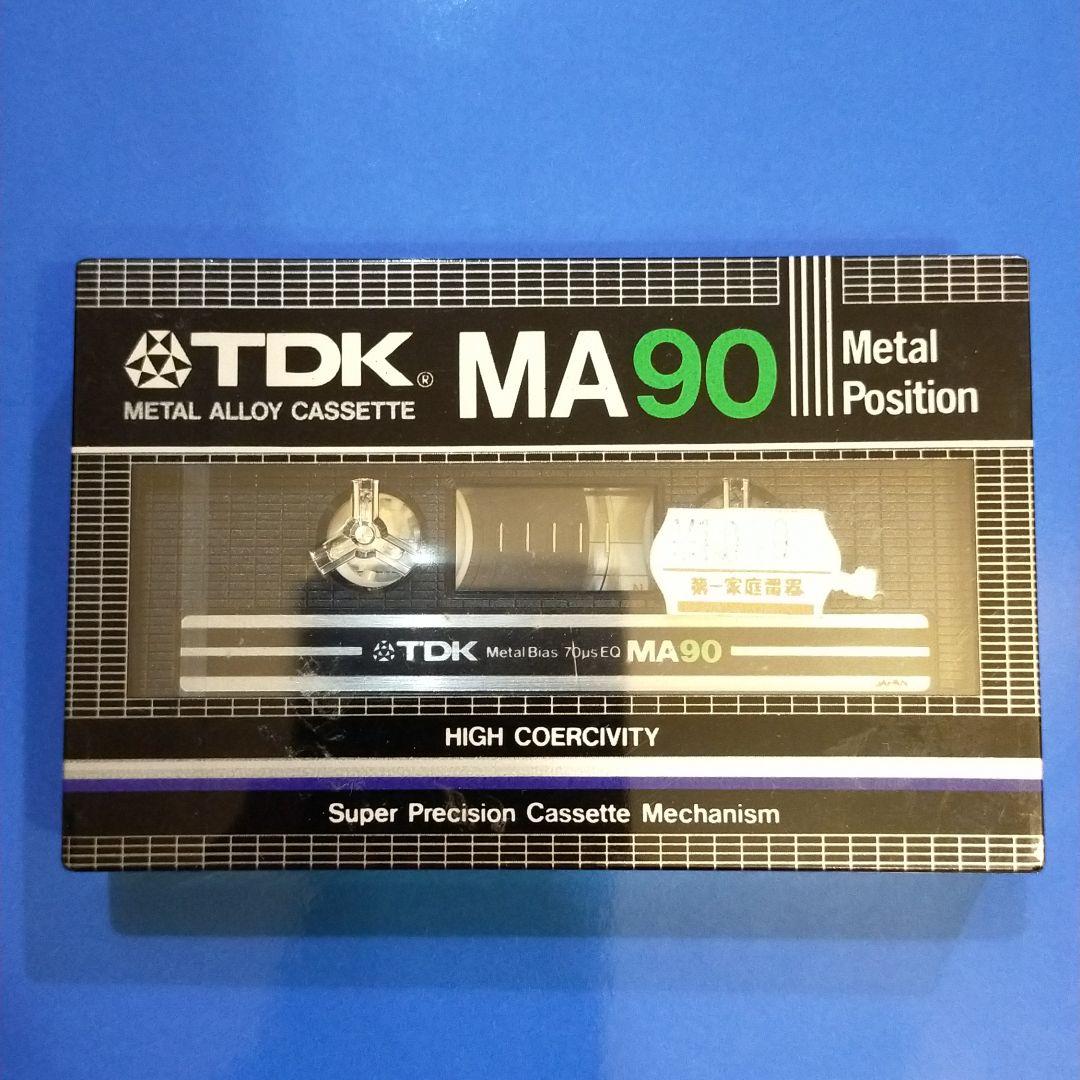 TDK®
METAL ALLOY CASSETTE
MA90
Metal
Position
第一家庭電器
TDK Metal Bias 70μs EQ MA90
JAPAN
HIGH COERCIVITY
Super Precision Cassette Mechanism